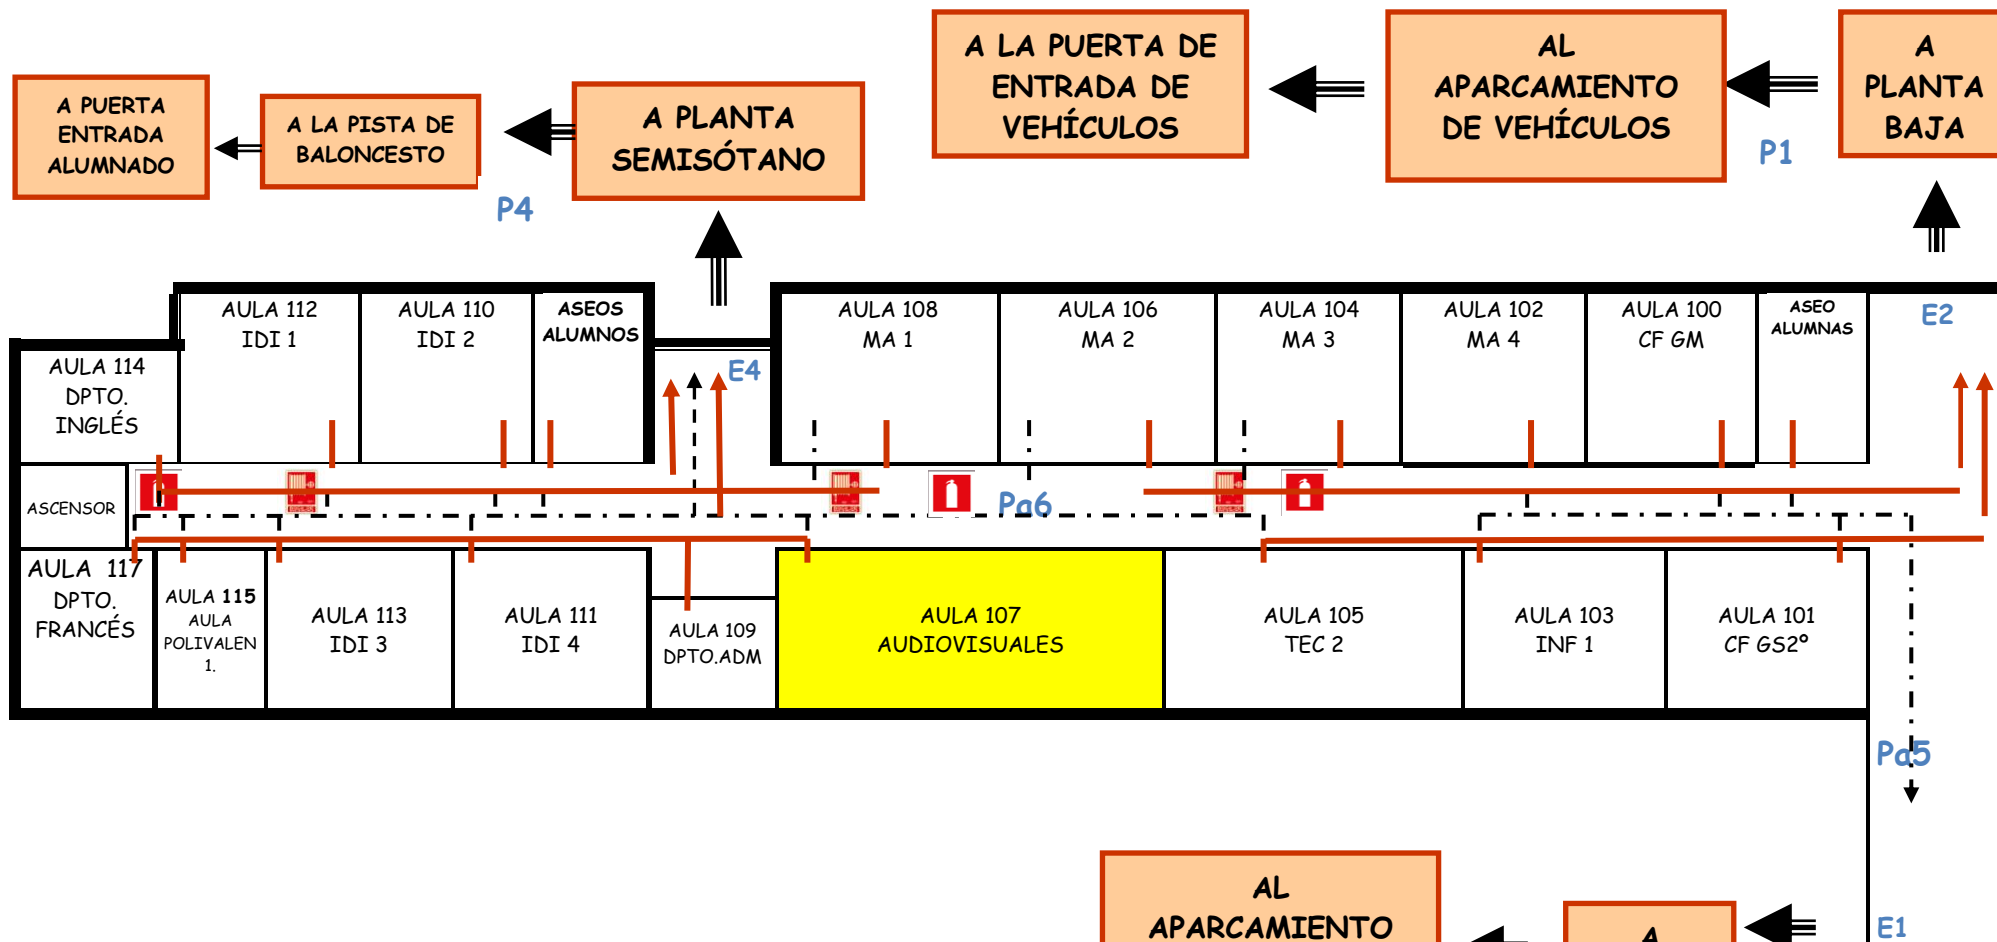 A LA PUERTA DE
ENTRADA DE
VEHÍCULOS
AL
APARCAMIENTO
DE VEHÍCULOS
A
PLANTA
BAJA
A PUERTA
ENTRADA
ALUMNADO
A LA PISTA DE
BALONCESTO
A PLANTA
SEMISÓTANO
P1
P4
AULA 112
IDI 1
AULA 110
IDI 2
ASEOS
ALUMNOS
AULA 108
MA 1
AULA 106
MA 2
AULA 104
MA 3
AULA 102
MA 4
AULA 100
CF GM
ASEO
ALUMNAS
E2
AULA 114
DPTO.
INGLÉS
E4
ASCENSOR
Pa6
AULA 117
DPTO.
FRANCÉS
AULA 115
AULA
POLIVALEN
1.
AULA 113
IDI 3
AULA 111
IDI 4
AULA 109
DPTO.ADM
AULA 107
AUDIOVISUALES
AULA 105
TEC 2
AULA 103
INF 1
AULA 101
CF GS2º
Pa5
AL
APARCAMIENTO
A
E1